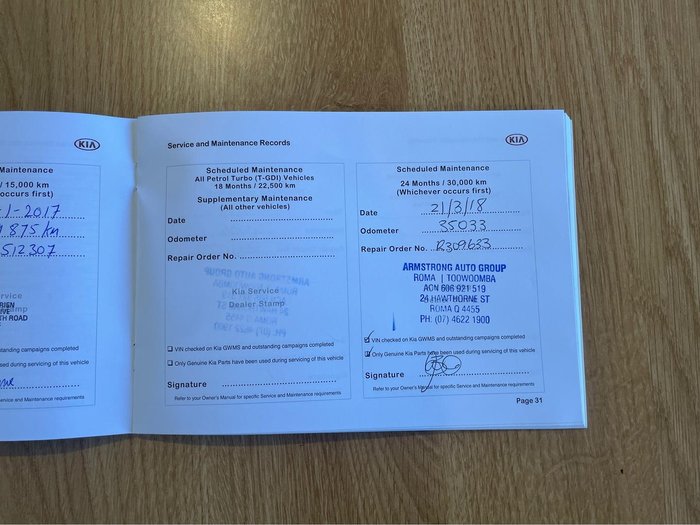 Maintenance
/ 15,000 km
occurs first)
-1-2017
875 km
512307
ervice
Stamp
RIEN
H ROAD
and outstanding campaigns completed
sed during servicing of this vehicle
and Maintenance requirements
KIA
Service and Maintenance Records
KIA
Scheduled Maintenance
All Petrol Turbo (T-GDI) Vehicles
18 Months / 22,500 km
Supplementary Maintenance
(All other vehicles)
Date
Odometer
Repair Order No.
Kia Service
Dealer Stamp
VIN checked on Kia GWMS and outstanding campaigns completed
Only Genuine Kia Parts have been used during servicing of this vehicle
Signature
Refer to your Owner's Manual for specific Service and Maintenance requirements
Scheduled Maintenance
24 Months / 30,000 km
(Whichever occurs first)
Date 21/3/18
Odometer 35033
Repair Order No. R309633
ARMSTRONG AUTO GROUP
ROMA | TOOWOOMBA
ACN 606 921 519
24 HAWTHORNE ST
ROMA Q 4455
PH: (07) 4622 1900
VIN checked on Kia GWMS and outstanding campaigns completed
Only Genuine Kia Parts have been used during servicing of this vehicle
Signature
Refer to your Owner's Manual for specific Service and Maintenance requirements
Page 31